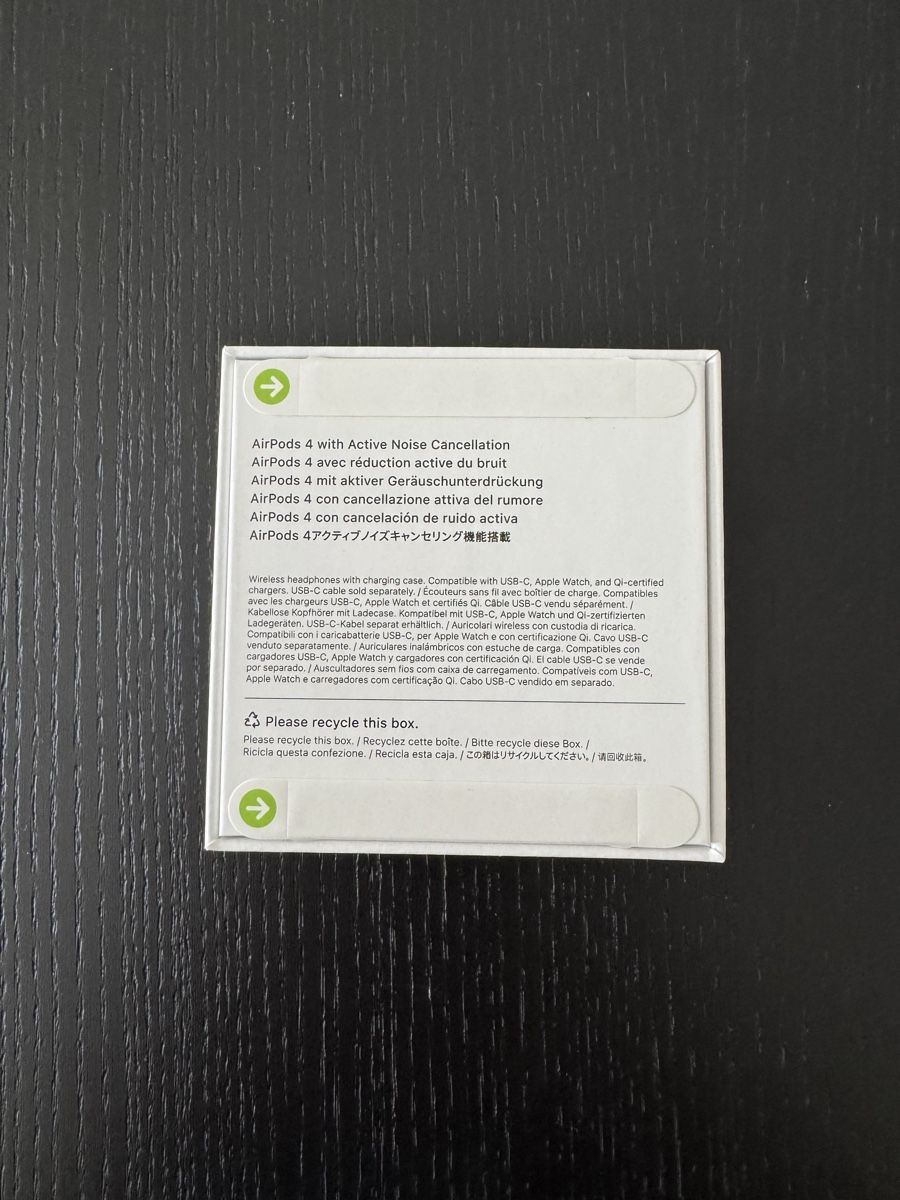 AirPods 4 with Active Noise Cancellation
AirPods 4 avec réduction active du bruit
AirPods 4 mit aktiver Geräuschunterdrückung
AirPods 4 con cancellazione attiva del rumore
AirPods 4 con cancelación de ruido activa
AirPods 4アクティブノイズキャンセリング機能搭載
Wireless headphones with charging case. Compatible with USB-C, Apple Watch, and Qi-certified
chargers. USB-C cable sold separately. / Écouteurs sans fil avec boîtier de charge. Compatibles
avec les chargeurs USB-C, Apple Watch et certifiés Qi. Câble USB-C vendu séparément. /
Kabellose Kopfhörer mit Ladecase. Kompatibel mit USB-C, Apple Watch und Qi-zertifizierten
Ladegeräten. USB-C-Kabel separat erhältlich. / Auricolari wireless con custodia di ricarica.
Compatibili con i caricabatterie USB-C, per Apple Watch e con certificazione Qi. Cavo USB-C
venduto separatamente. / Auriculares inalámbricos con estuche de carga. Compatibles con
cargadores USB-C, Apple Watch y cargadores con certificación Qi. El cable USB-C se vende
por separado. / Auscultadores sem fios com caixa de carregamento. Compatíveis com USB-C,
Apple Watch e carregadores com certificação Qi. Cabo USB-C vendido em separado.
Please recycle this box.
Please recycle this box. / Recyclez cette boîte. / Bitte recycle diese Box. /
Ricicla questa confezione. / Recicla esta caja. / この箱はリサイクルしてください。/ 请回收此箱。